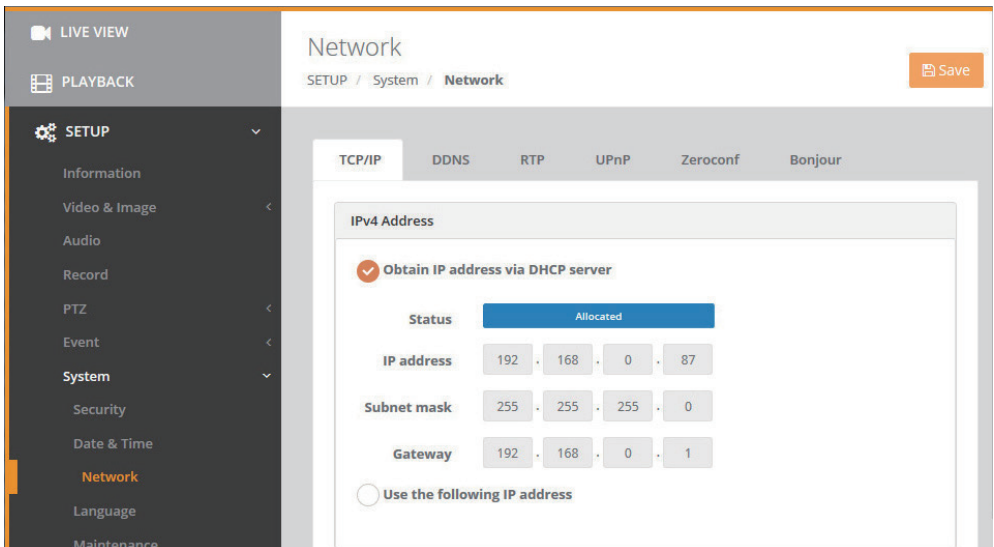 LIVE VIEW
PLAYBACK
SETUP
Information
Video & Image
Audio
Record
PTZ
Event
System
Security
Date & Time
Network
Language
Maintenance
Network
SETUP / System / Network
Save
TCP/IP DDNS RTP UPnP Zeroconf Bonjour
IPv4 Address
Obtain IP address via DHCP server
Status Allocated
IP address 192 . 168 . 0 . 87
Subnet mask 255 . 255 . 255 . 0
Gateway 192 . 168 . 0 . 1
Use the following IP address